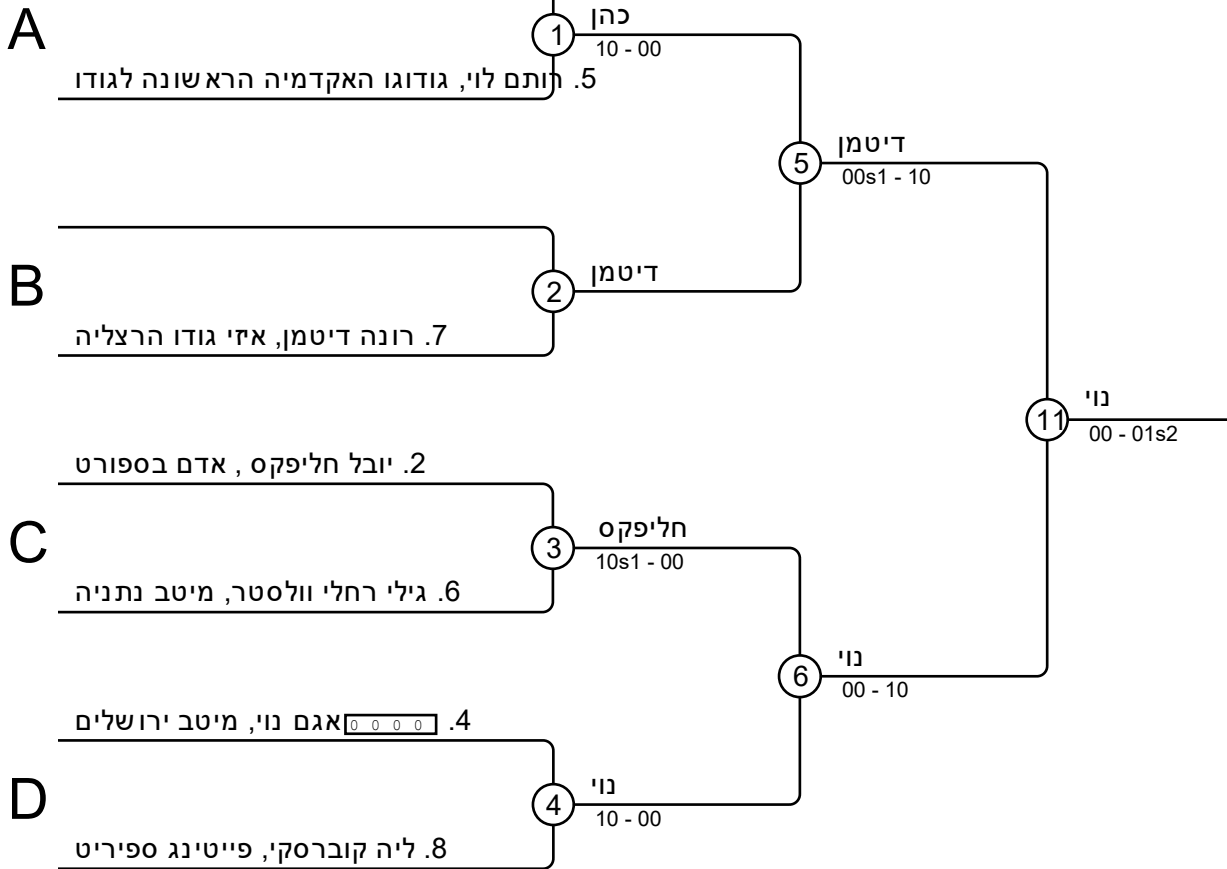 A
1
כהן
10 - 00
5. רותם לוי, גודוגו האקדמיה הראשונה לגודו
5
דיטמן
00s1 - 10
B
2
דיטמן
7. רונה דיטמן, איזי גודו הרצליה
11
נוי
00 - 01s2
2. יובל חליפקס , אדם בספורט
C
3
חליפקס
10s1 - 00
6. גילי רחלי וולסטר, מיטב נתניה
6
נוי
00 - 10
4. אגם נוי, מיטב ירושלים
D
4
נוי
10 - 00
8. ליה קוברסקי, פייטינג ספיריט